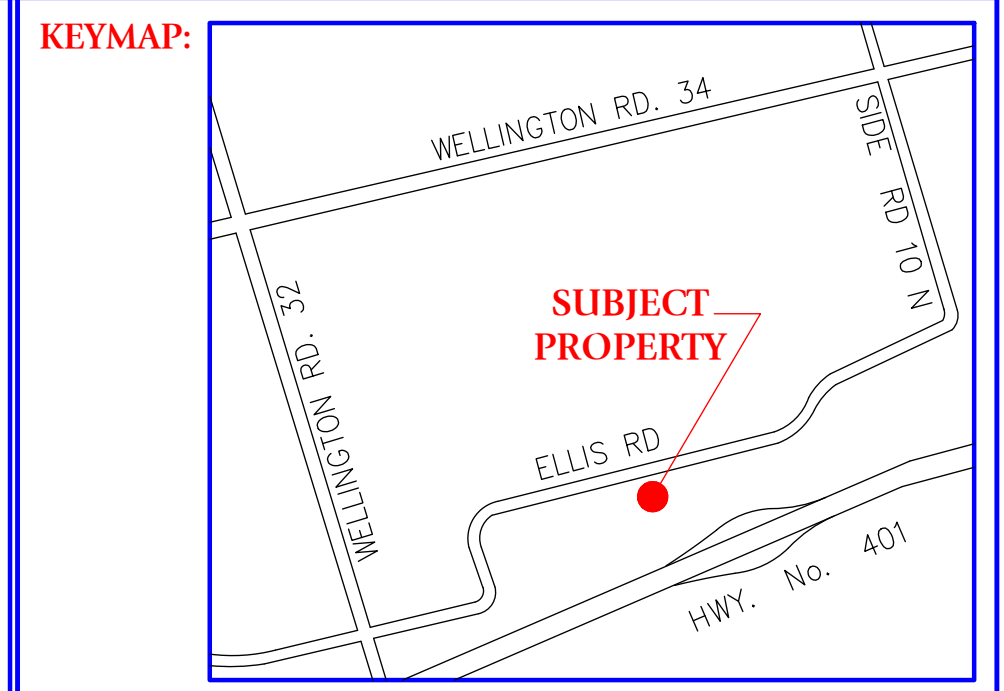 KEYMAP:
WELLINGTON RD. 34
SIDE RD 10 N
WELLINGTON RD. 32
SUBJECT
PROPERTY
ELLIS RD
HWY. No. 401